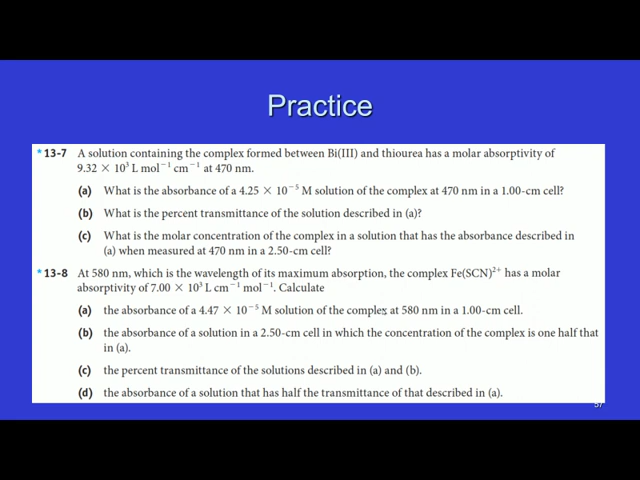 Practice
*13-7 A solution containing the complex formed between Bi(III) and thiourea has a molar absorptivity of
9.32 × 10³ L mol⁻¹ cm⁻¹ at 470 nm.
(a) What is the absorbance of a 4.25 × 10⁻⁵ M solution of the complex at 470 nm in a 1.00-cm cell?
(b) What is the percent transmittance of the solution described in (a)?
(c) What is the molar concentration of the complex in a solution that has the absorbance described in
(a) when measured at 470 nm in a 2.50-cm cell?
*13-8 At 580 nm, which is the wavelength of its maximum absorption, the complex Fe(SCN)²⁺ has a molar
absorptivity of 7.00 × 10³ L cm⁻¹ mol⁻¹. Calculate
(a) the absorbance of a 4.47 × 10⁻⁵ M solution of the complex at 580 nm in a 1.00-cm cell.
(b) the absorbance of a solution in a 2.50-cm cell in which the concentration of the complex is one half that
in (a).
(c) the percent transmittance of the solutions described in (a) and (b).
(d) the absorbance of a solution that has half the transmittance of that described in (a).
57